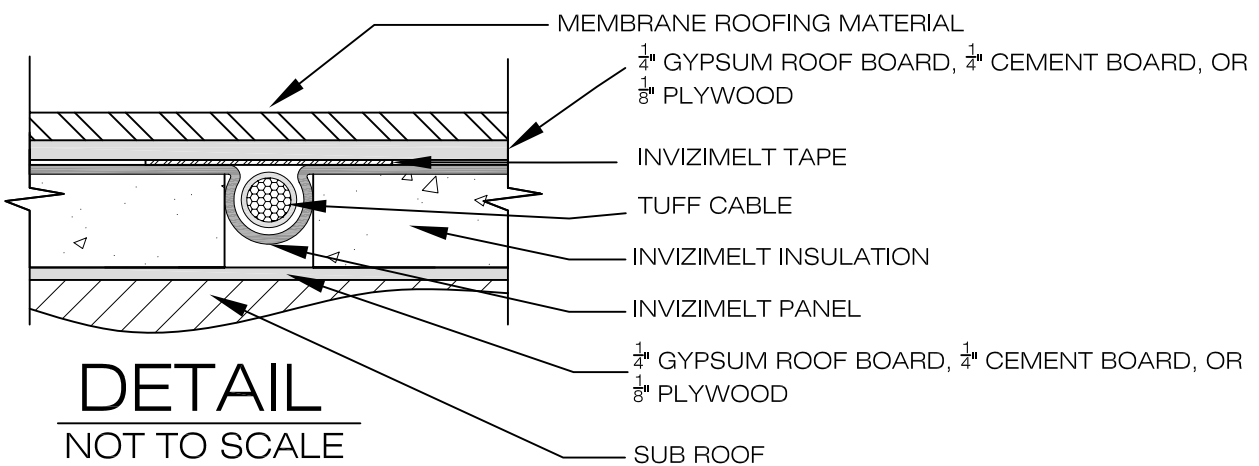 MEMBRANE ROOFING MATERIAL
1/4" GYPSUM ROOF BOARD, 1/4" CEMENT BOARD, OR
1/8" PLYWOOD
INVIZIMELT TAPE
TUFF CABLE
INVIZIMELT INSULATION
INVIZIMELT PANEL
1/4" GYPSUM ROOF BOARD, 1/4" CEMENT BOARD, OR
1/8" PLYWOOD
SUB ROOF
DETAIL
NOT TO SCALE